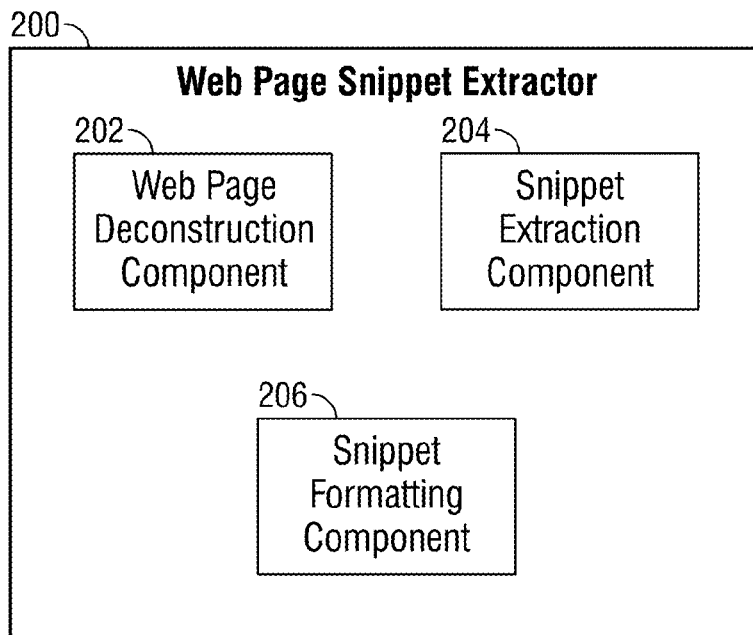 200
Web Page Snippet Extractor
202
Web Page
Deconstruction
Component
204
Snippet
Extraction
Component
206
Snippet
Formatting
Component